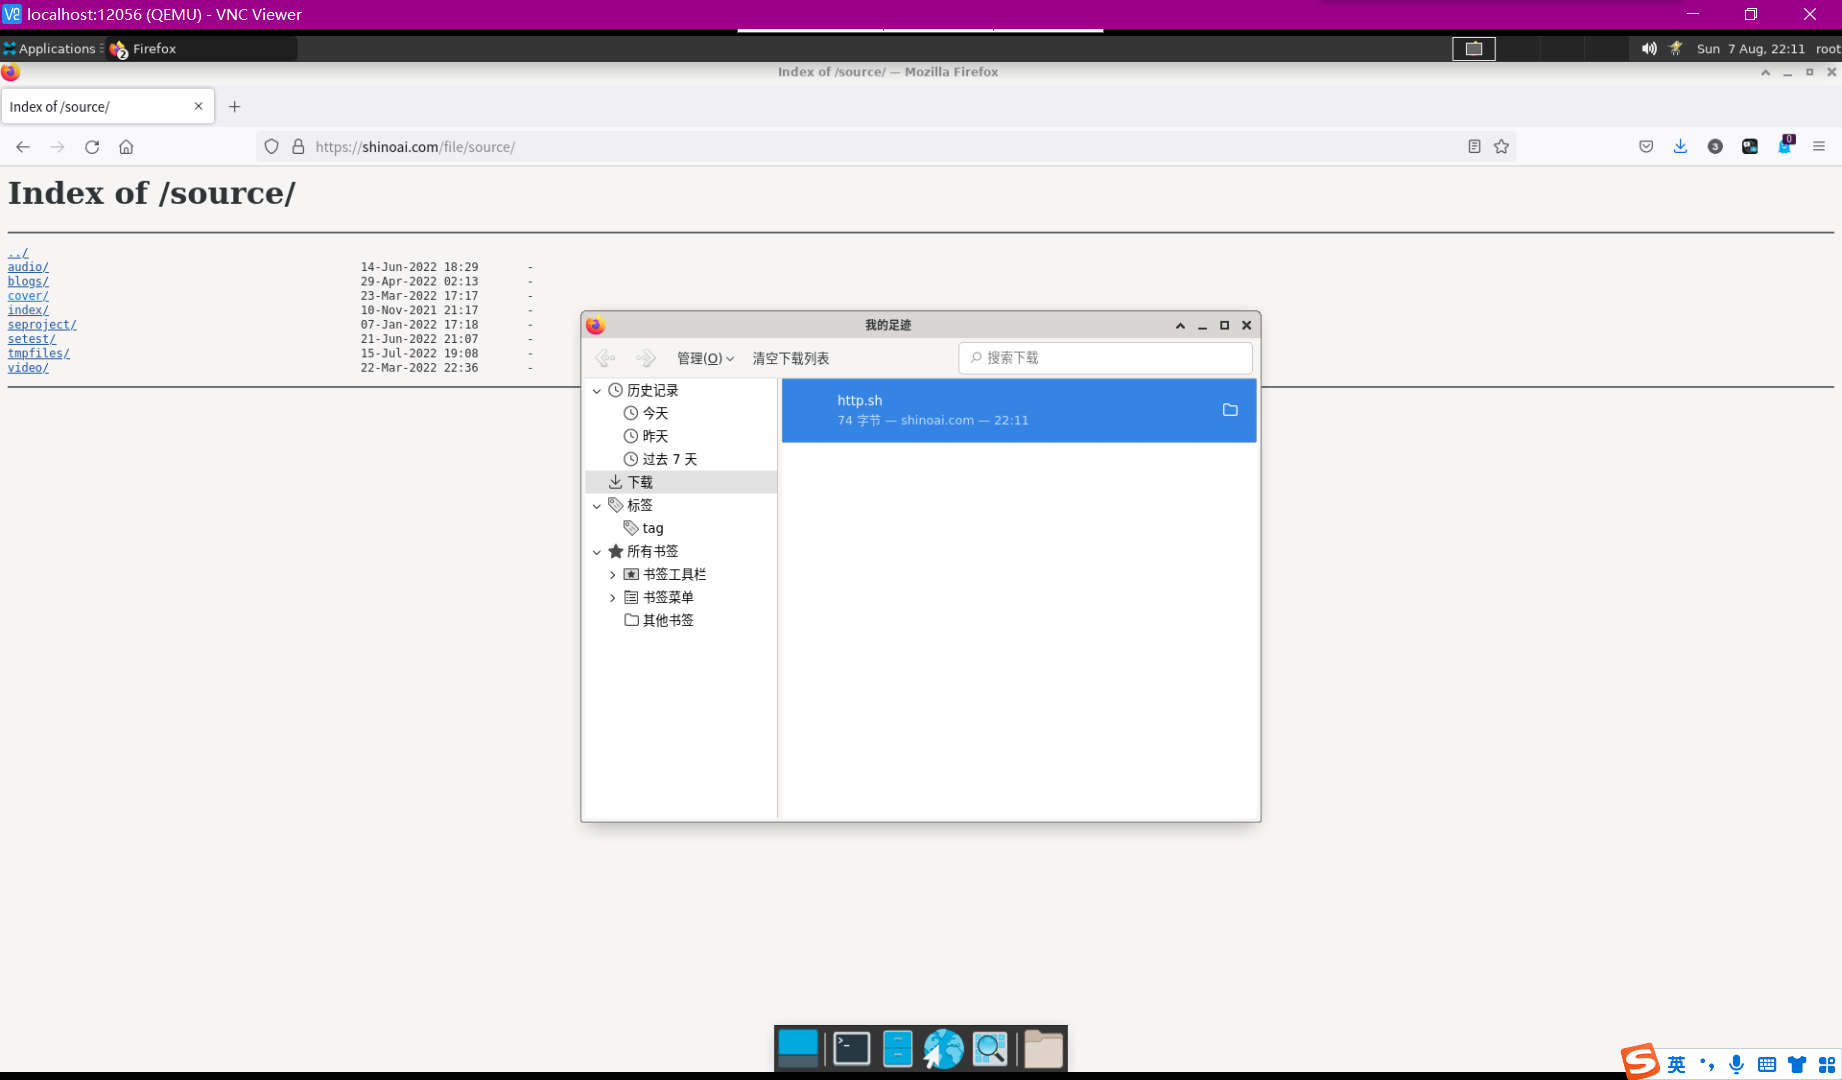 localhost:12056 (QEMU) - VNC Viewer
Applications
2 Firefox
Sun 7 Aug, 22:11 root
Index of /source/ — Mozilla Firefox
Index of /source/
https://shinoai.com/file/source/
3
0
Index of /source/
../
audio/ 14-Jun-2022 18:29 -
blogs/ 29-Apr-2022 02:13 -
cover/ 23-Mar-2022 17:17 -
index/ 10-Nov-2021 21:17 -
seproject/ 07-Jan-2022 17:18 -
setest/ 21-Jun-2022 21:07 -
tmpfiles/ 15-Jul-2022 19:08 -
video/ 22-Mar-2022 22:36 -
我的足迹
管理(O) 清空下载列表 搜索下载
历史记录
今天
昨天
过去 7 天
下载
标签
tag
所有书签
书签工具栏
书签菜单
其他书签
http.sh
74 字节 — shinoai.com — 22:11
英